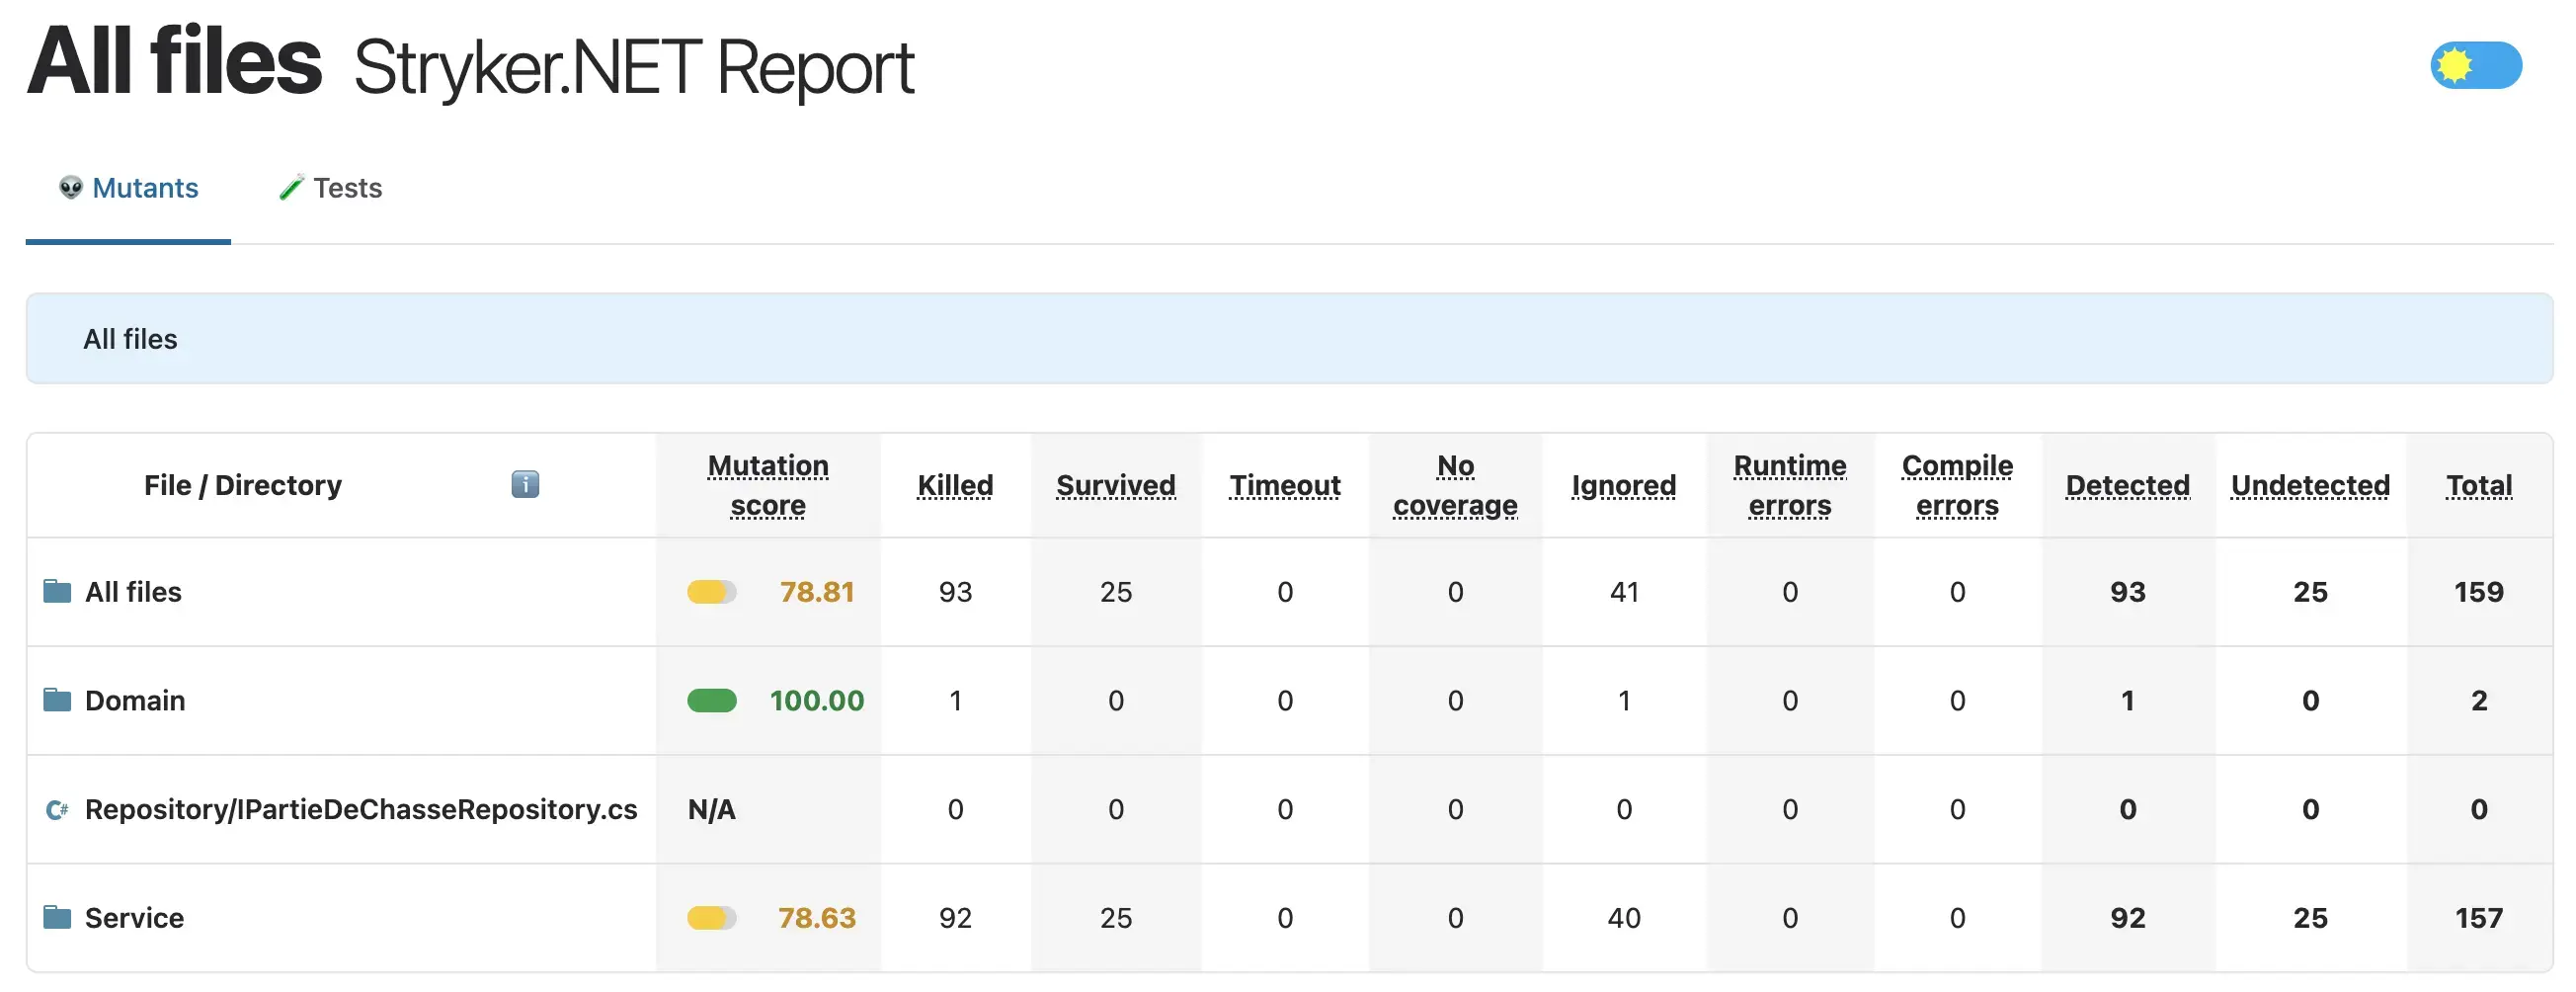 All files Stryker.NET Report
👽 Mutants 🧪 Tests
All files
File / Directory ℹ️ Mutation score Killed Survived Timeout No coverage Ignored Runtime errors Compile errors Detected Undetected Total
All files 78.81 93 25 0 0 41 0 0 93 25 159
Domain 100.00 1 0 0 0 1 0 0 1 0 2
C# Repository/IPartieDeChasseRepository.cs N/A 0 0 0 0 0 0 0 0 0 0
Service 78.63 92 25 0 0 40 0 0 92 25 157